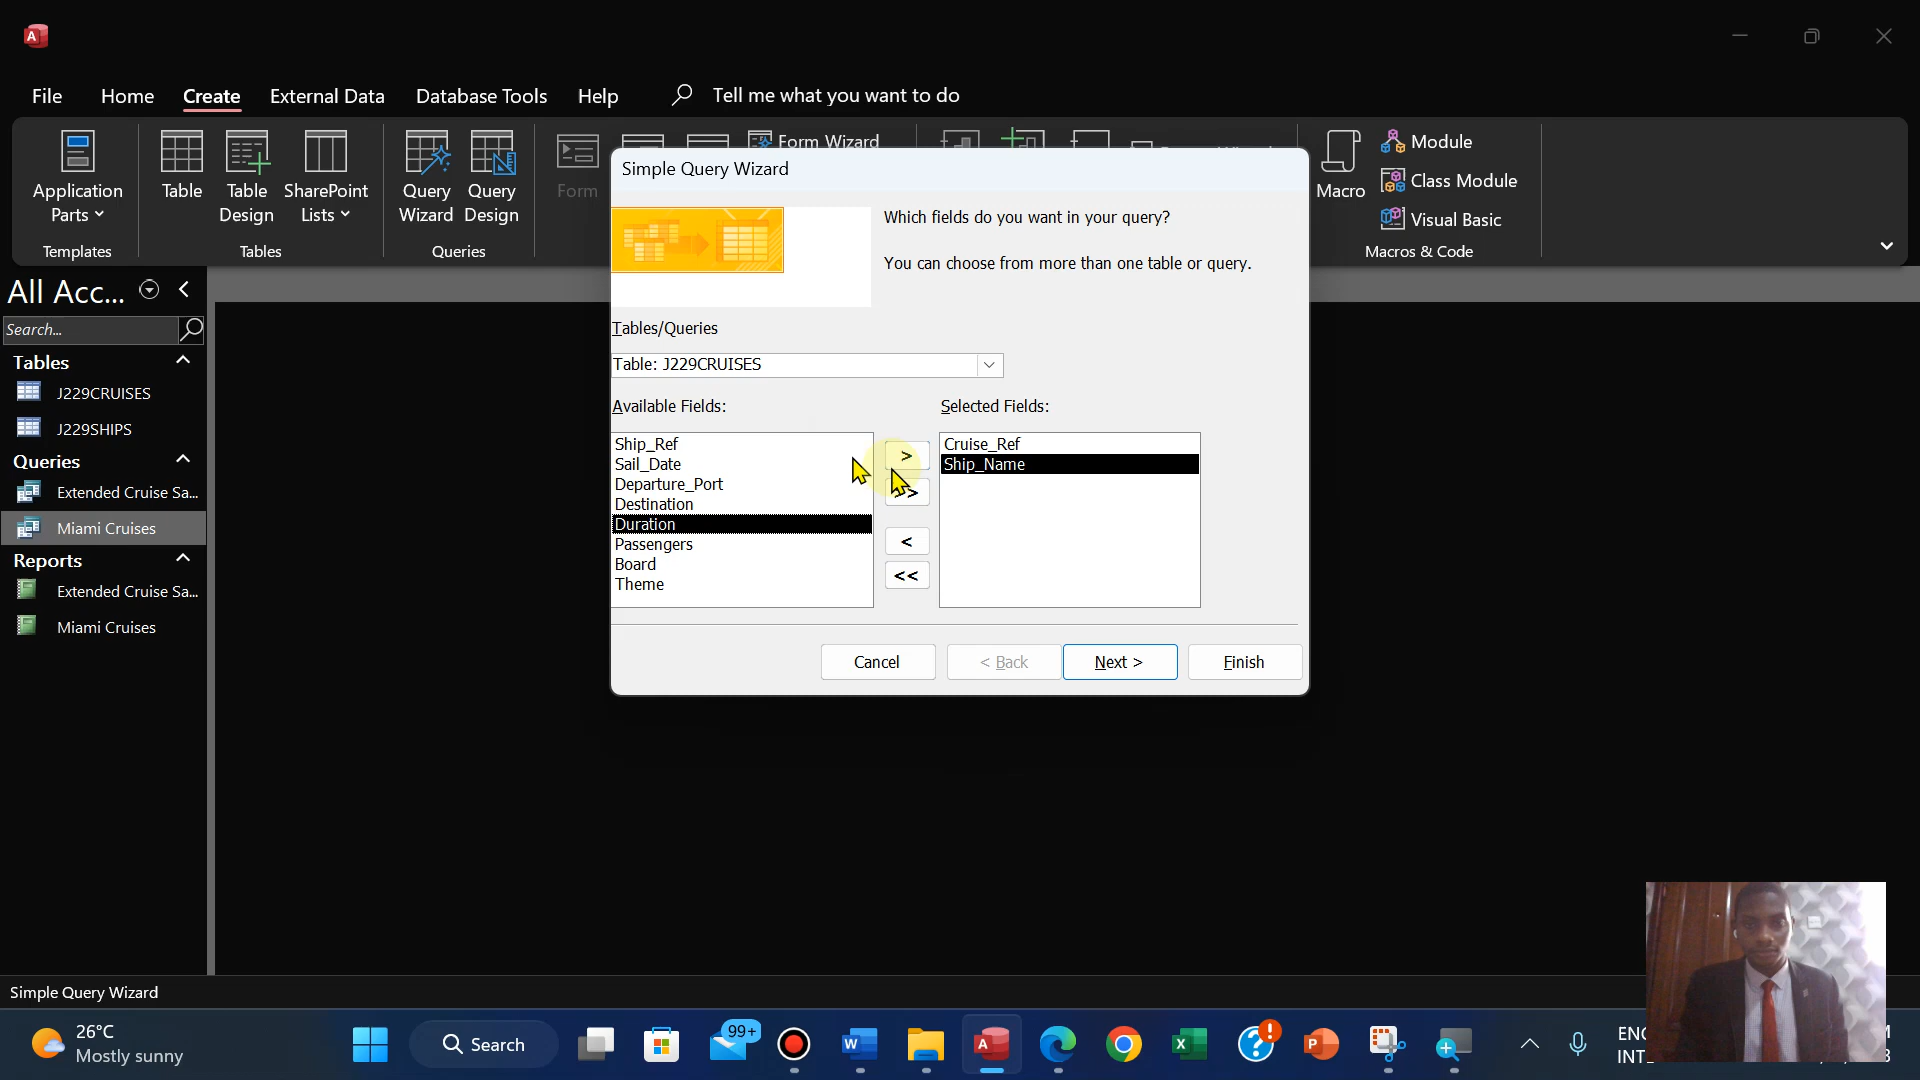 File Home Create External Data Database Tools Help Tell me what you want to do
Application Parts
Templates
Table
Table Design
SharePoint Lists
Tables
Query Wizard
Query Design
Queries
Form
Form Wizard
Macro
Module
Class Module
Visual Basic
Macros & Code
All Acc...
Search...
Tables
J229CRUISES
J229SHIPS
Queries
Extended Cruise Sa...
Miami Cruises
Reports
Extended Cruise Sa...
Miami Cruises
Simple Query Wizard
Which fields do you want in your query?
You can choose from more than one table or query.
Tables/Queries
Table: J229CRUISES
Available Fields:
Ship_Ref
Sail_Date
Departure_Port
Destination
Duration
Passengers
Board
Theme
>
>>
<
<<
Selected Fields:
Cruise_Ref
Ship_Name
Cancel
< Back
Next >
Finish
Simple Query Wizard
26°C
Mostly sunny
Search
99+